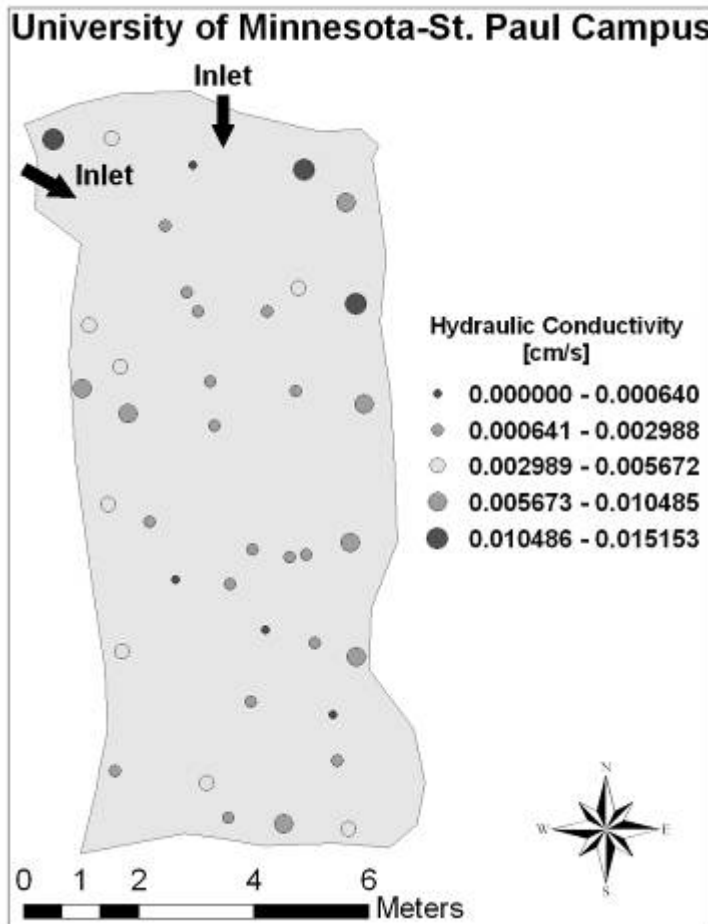 University of Minnesota-St. Paul Campus
Inlet
Inlet
Hydraulic Conductivity
[cm/s]
0.000000 - 0.000640
0.000641 - 0.002988
0.002989 - 0.005672
0.005673 - 0.010485
0.010486 - 0.015153
N
W E
S
0 1 2 4 6
Meters